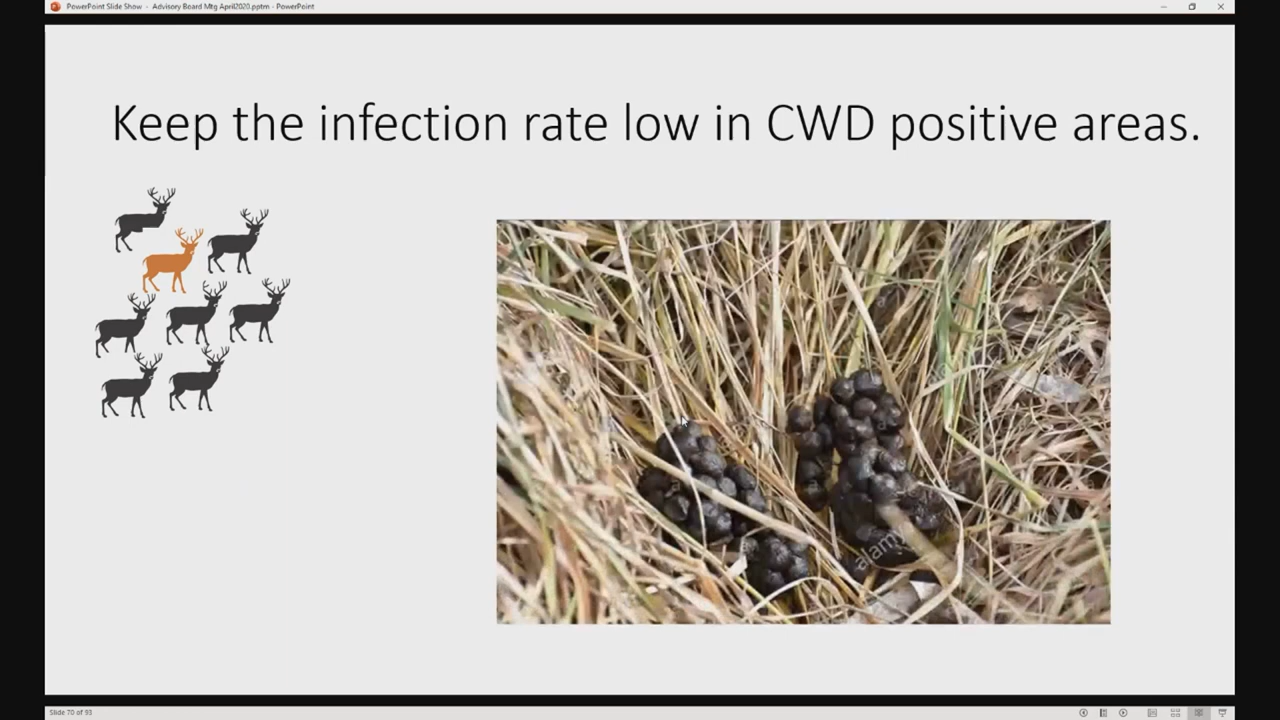 PowerPoint Slide Show - Advisory Board Mtg April2020.pptm - PowerPoint
Keep the infection rate low in CWD positive areas.
alamy
Slide 70 of 93